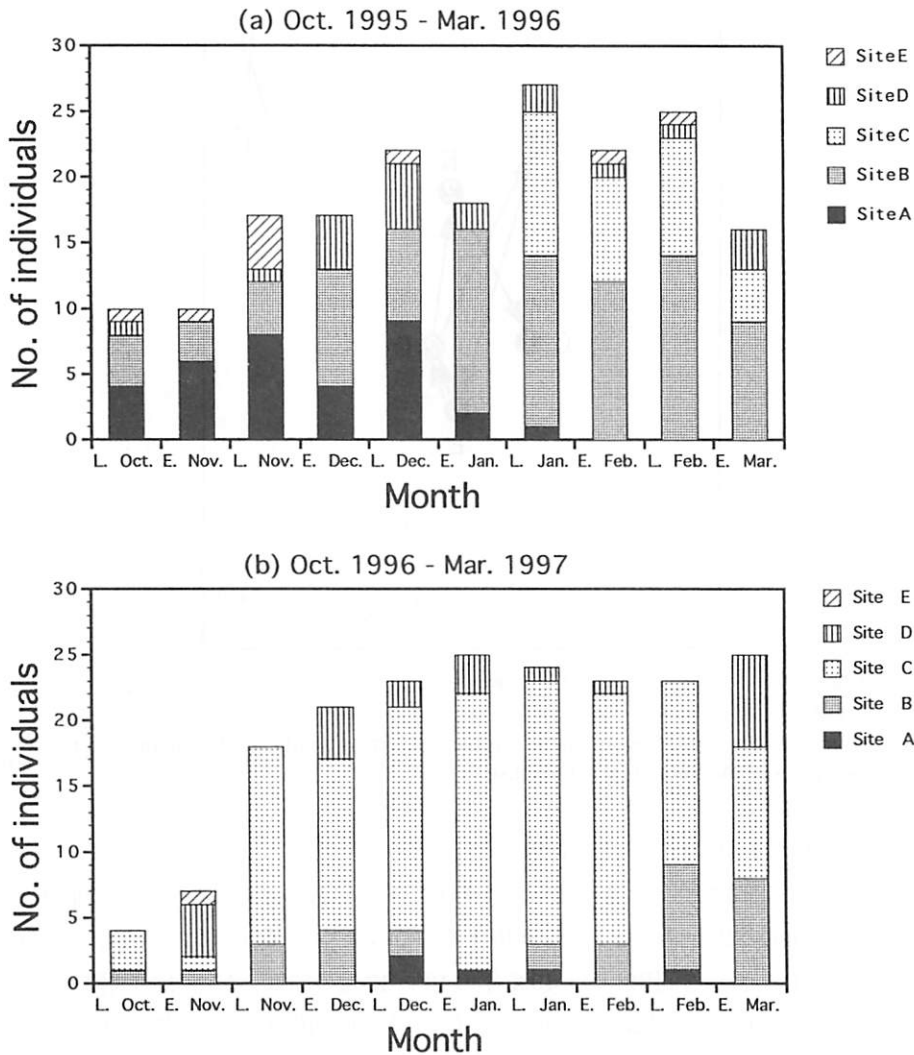 (a) Oct. 1995 - Mar. 1996
30
25
20
15
10
5
0
No. of individuals
L. Oct. E. Nov. L. Nov. E. Dec. L. Dec. E. Jan. L. Jan. E. Feb. L. Feb. E. Mar.
Month
SiteE
SiteD
SiteC
SiteB
SiteA
(b) Oct. 1996 - Mar. 1997
30
25
20
15
10
5
0
No. of individuals
L. Oct. E. Nov. L. Nov. E. Dec. L. Dec. E. Jan. L. Jan. E. Feb. L. Feb. E. Mar.
Month
Site E
Site D
Site C
Site B
Site A